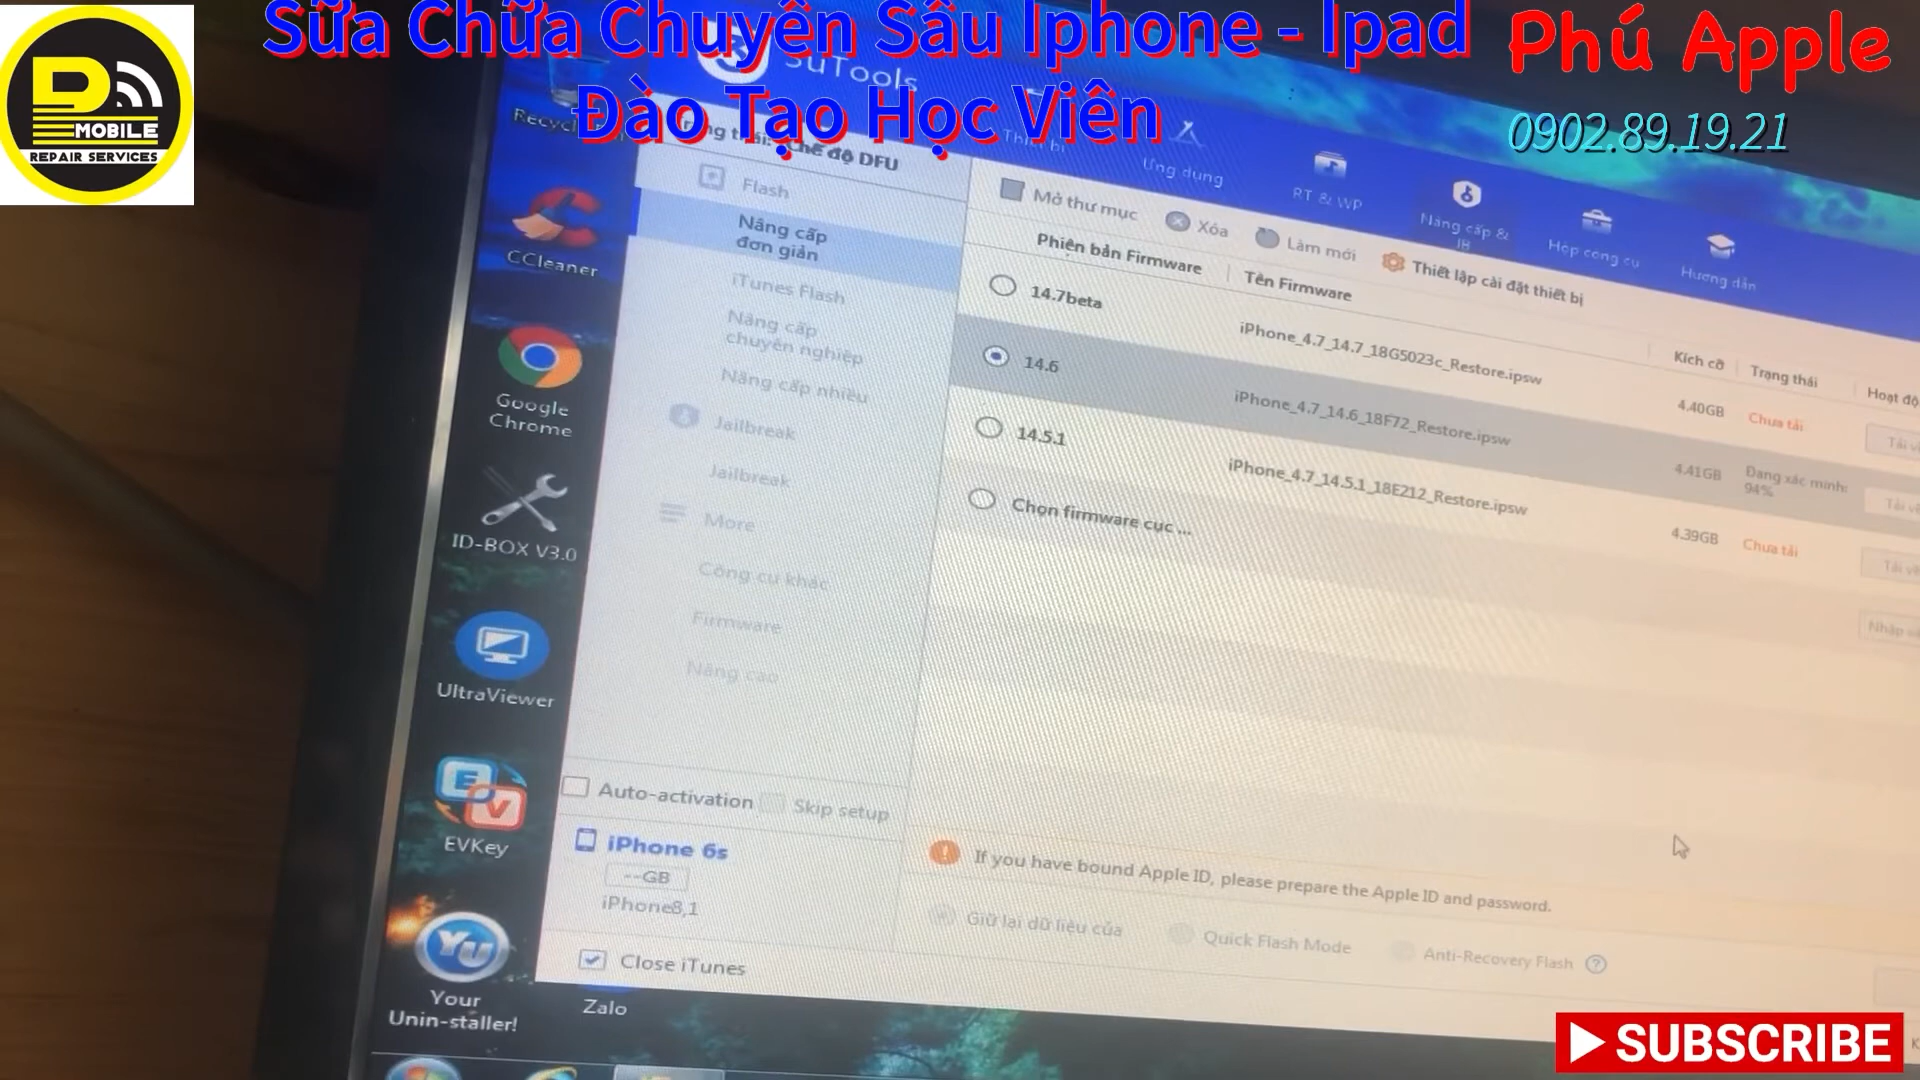 Sửa Chữa Chuyên Sâu Iphone - Ipad
Đào Tạo Học Viên
Phú Apple
0902.89.19.21
D
MOBILE
REPAIR SERVICES
3uTools
Chế độ DFU
Ứng dụng
RT & WP
Nâng cấp &
JB
Hộp công cụ
Hướng dẫn
Flash
Nâng cấp
đơn giản
iTunes Flash
Nâng cấp
chuyên nghiệp
Nâng cấp nhiều
Jailbreak
Jailbreak
More
Công cụ khác
Firmware
Nâng cao
Mở thư mục
Xóa
Làm mới
Thiết lập cài đặt thiết bị
Phiên bản Firmware
Tên Firmware
Kích cỡ
Trạng thái
Hoạt độ
14.7beta
iPhone_4.7_14.7_18G5023c_Restore.ipsw
4.40GB
Chưa tải
14.6
iPhone_4.7_14.6_18F72_Restore.ipsw
4.41GB
Đang xác minh:
94%
14.5.1
iPhone_4.7_14.5.1_18E212_Restore.ipsw
4.39GB
Chưa tải
Chọn firmware cục ...
Auto-activation
Skip setup
iPhone 6s
--GB
iPhone8,1
Close iTunes
If you have bound Apple ID, please prepare the Apple ID and password.
Giữ lại dữ liệu của
Quick Flash Mode
Anti-Recovery Flash
CCleaner
Google
Chrome
ID-BOX V3.0
UltraViewer
EV
EVKey
YU
Your
Unin-staller!
Zalo
SUBSCRIBE